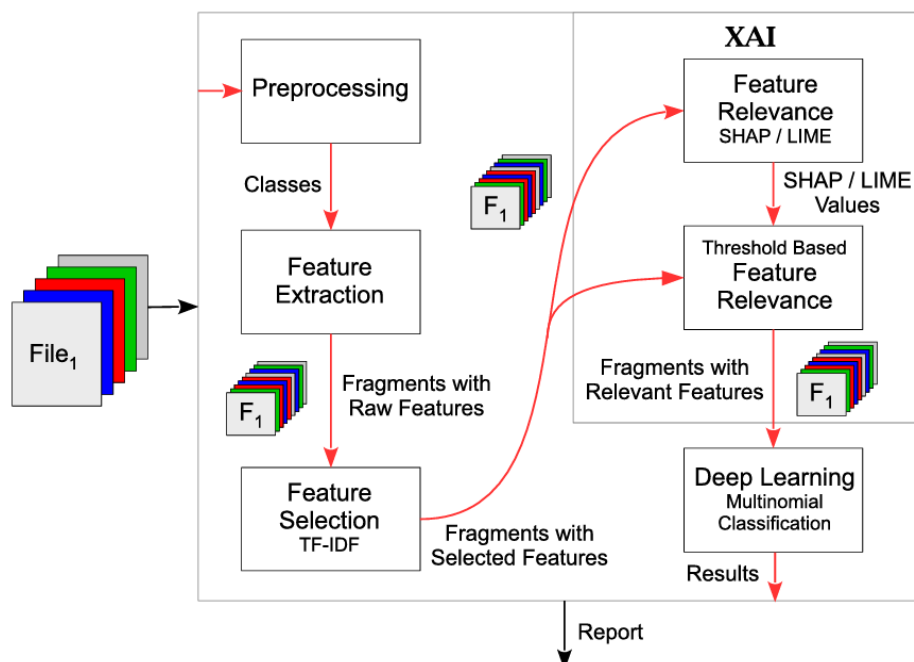 Preprocessing
Classes
Feature
Extraction
File1
F1
Fragments with
Raw Features
Feature
Selection
TF-IDF
Fragments with
Selected Features
F1
XAI
Feature
Relevance
SHAP / LIME
SHAP / LIME
Values
Threshold Based
Feature
Relevance
Fragments with
Relevant Features
F1
Deep Learning
Multinomial
Classification
Results
Report